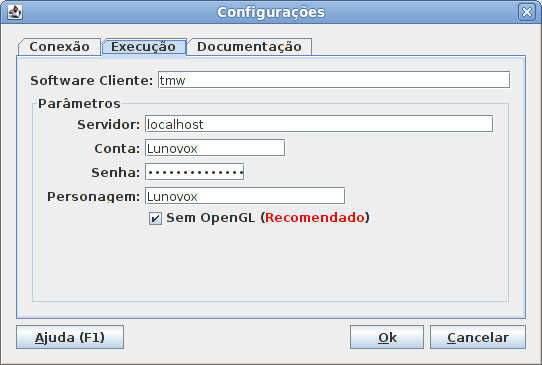 Configurações
Conexão Execução Documentação
Software Cliente: tmw
Parâmetros
Servidor: localhost
Conta: Lunovox
Senha: ••••••••••••••
Personagem: Lunovox
Sem OpenGL (Recomendado)
Ajuda (F1) Ok Cancelar